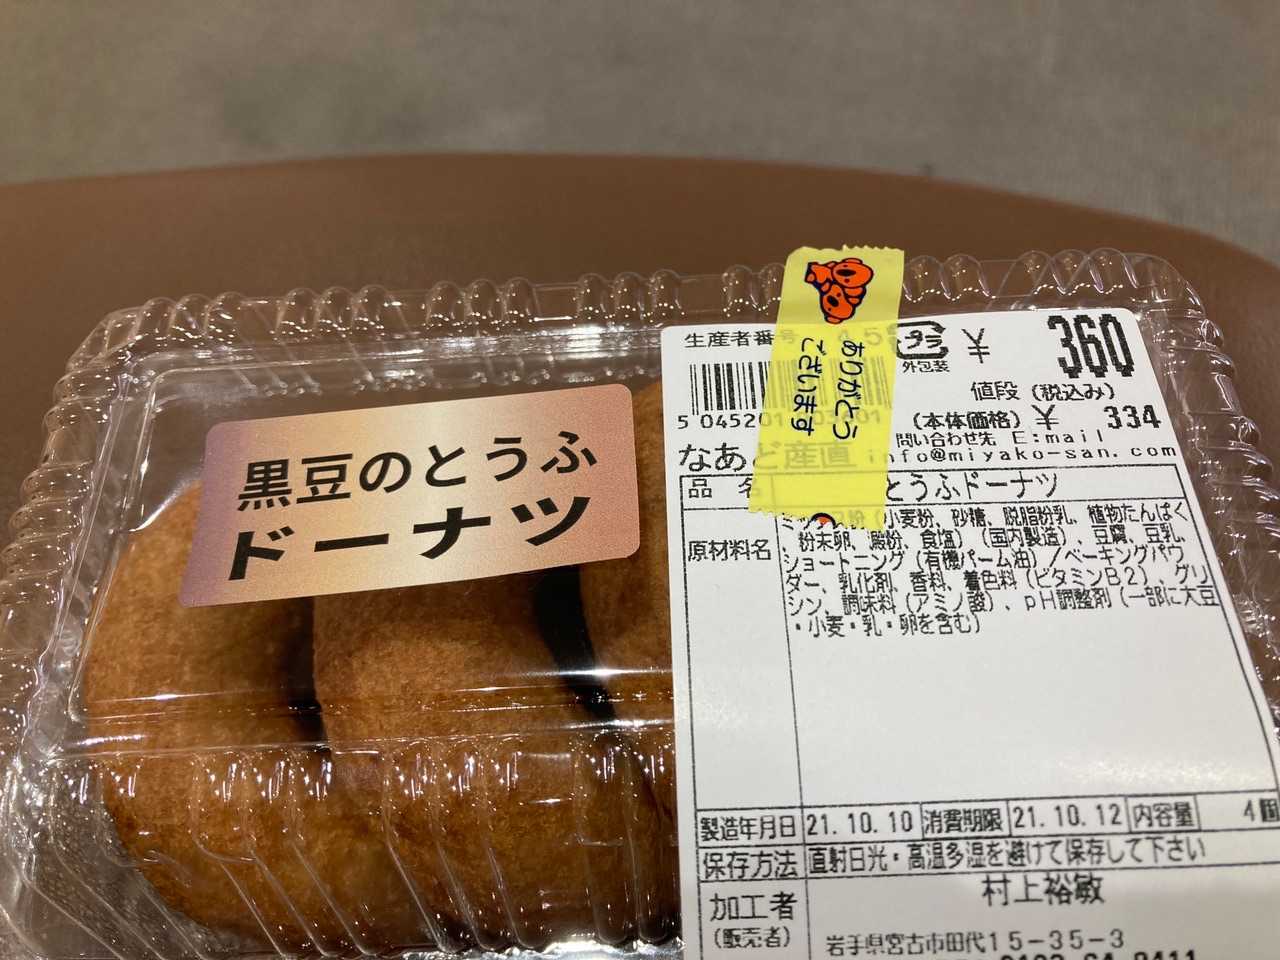 黒豆のとうふ
ドーナツ
ありがとう
ございます
生産者番号 45
プラ
外包装
¥ 360
値段 (税込み)
(本体価格) ¥ 334
問い合わせ先 E:mail
info@miyako-san.com
なあど産直
品 名
とうふドーナツ
原材料名
(小麦粉、砂糖、脱脂粉乳、植物たんぱく
、粉末卵、澱粉、食塩)(国内製造)、豆腐、豆乳、
ショートニング(有機パーム油)/ベーキングパウ
ダー、乳化剤、香料、着色料(ビタミンB2)、グリ
シン、調味料(アミノ酸)、pH調整剤(一部に大豆
・小麦・乳・卵を含む)
製造年月日 21.10.10 消費期限 21.10.12 内容量 4個
保存方法 直射日光・高温多湿を避けて保存して下さい
加工者
(販売者)
村上裕敏
岩手県宮古市田代15-35-3